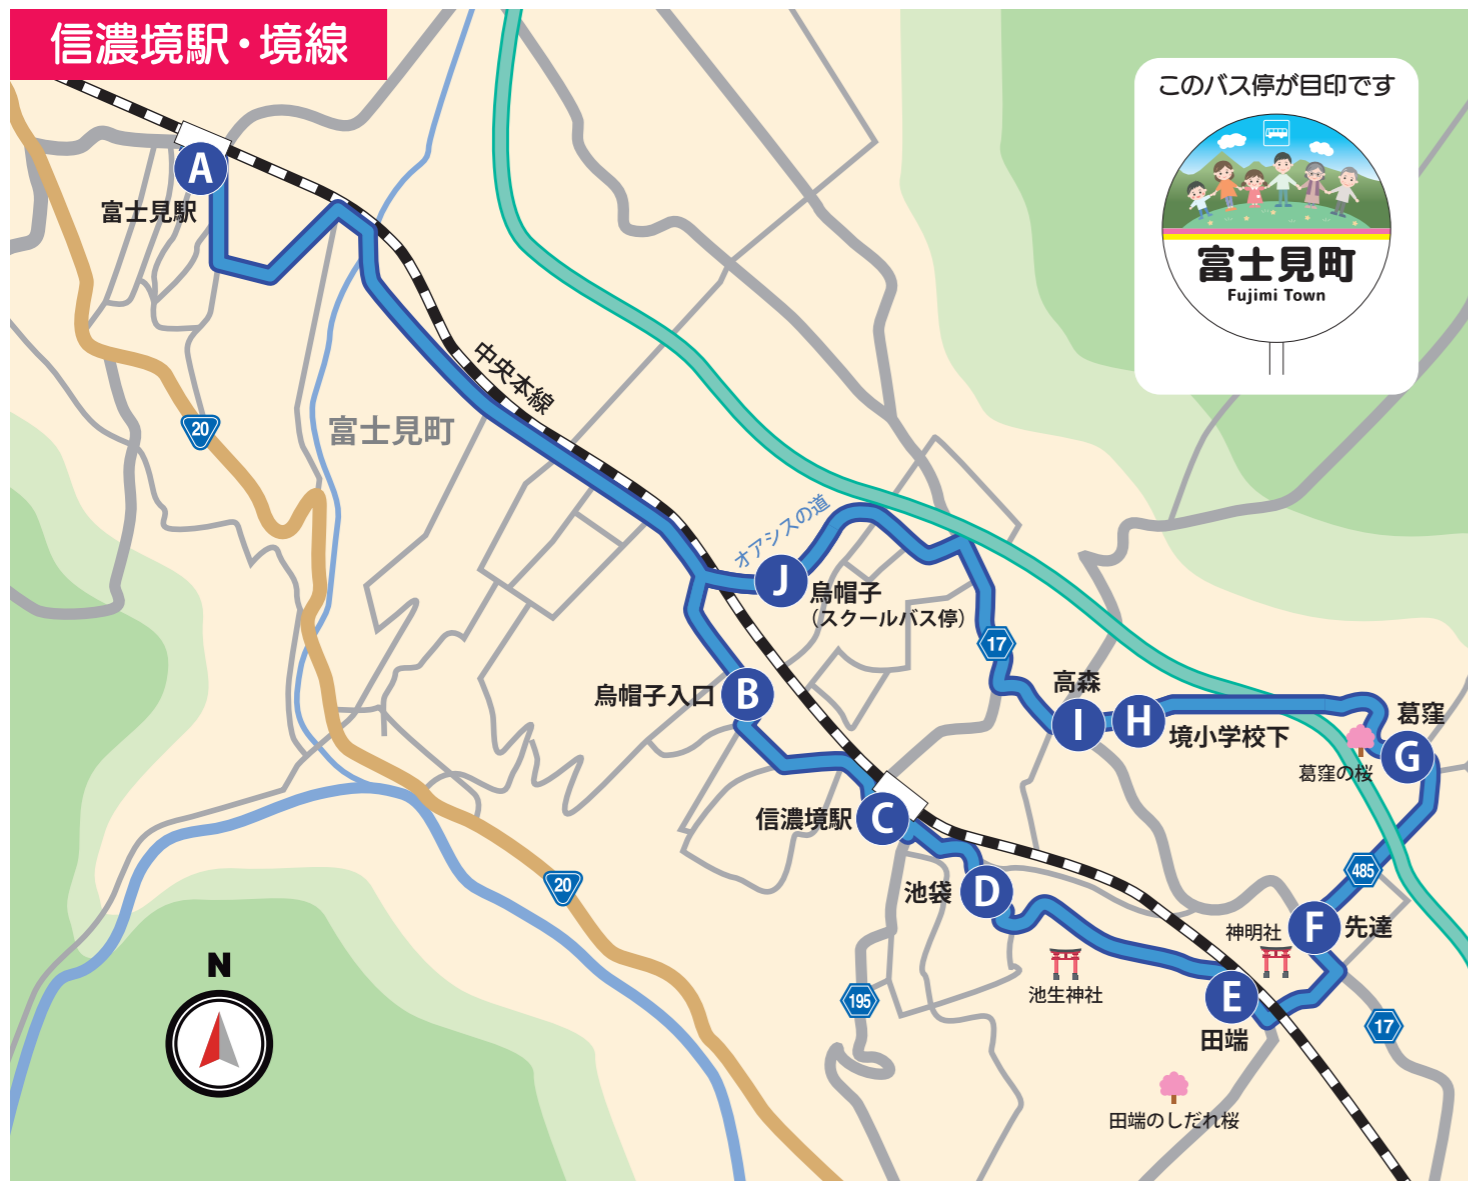 信濃境駅・境線
このバス停が目印です
富士見町
Fujimi Town
A
富士見駅
中央本線
富士見町
20
オアシスの道
J
烏帽子
（スクールバス停）
17
烏帽子入口
B
高森
I
H
境小学校下
葛窪
G
葛窪の桜
信濃境駅
C
池袋
D
485
20
神明社
F
先達
池生神社
195
E
田端
17
田端のしだれ桜
N